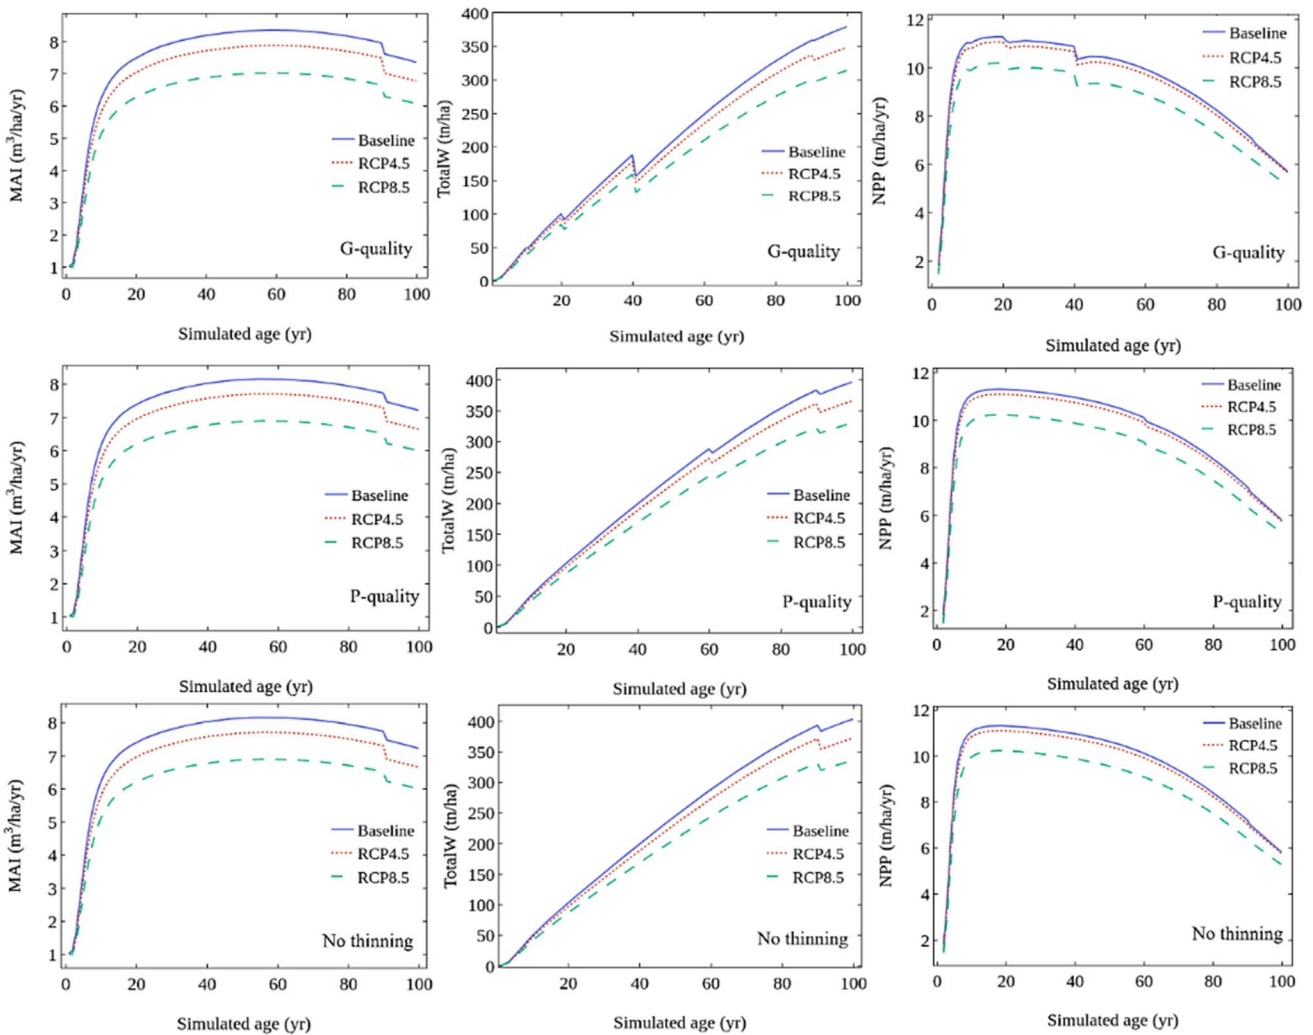 MAI (m³/ha/yr)
8
7
6
5
4
3
2
1
0 20 40 60 80 100
Simulated age (yr)
Baseline
RCP4.5
RCP8.5
G-quality
TotalW (tn/ha)
400
350
300
250
200
150
100
50
0
20 40 60 80 100
Simulated age (yr)
Baseline
RCP4.5
RCP8.5
G-quality
NPP (tn/ha/yr)
12
10
8
6
4
2
0 20 40 60 80 100
Simulated age (yr)
Baseline
RCP4.5
RCP8.5
G-quality
MAI (m³/ha/yr)
8
7
6
5
4
3
2
1
0 20 40 60 80 100
Simulated age (yr)
Baseline
RCP4.5
RCP8.5
P-quality
TotalW (tn/ha)
400
350
300
250
200
150
100
50
0
20 40 60 80 100
Simulated age (yr)
Baseline
RCP4.5
RCP8.5
P-quality
NPP (tn/ha/yr)
12
10
8
6
4
2
0 20 40 60 80 100
Simulated age (yr)
Baseline
RCP4.5
RCP8.5
P-quality
MAI (m³/ha/yr)
8
7
6
5
4
3
2
1
0 20 40 60 80 100
Simulated age (yr)
Baseline
RCP4.5
RCP8.5
No thinning
TotalW (tn/ha)
400
350
300
250
200
150
100
50
0
20 40 60 80 100
Simulated age (yr)
Baseline
RCP4.5
RCP8.5
No thinning
NPP (tn/ha/yr)
12
10
8
6
4
2
0 20 40 60 80 100
Simulated age (yr)
Baseline
RCP4.5
RCP8.5
No thinning